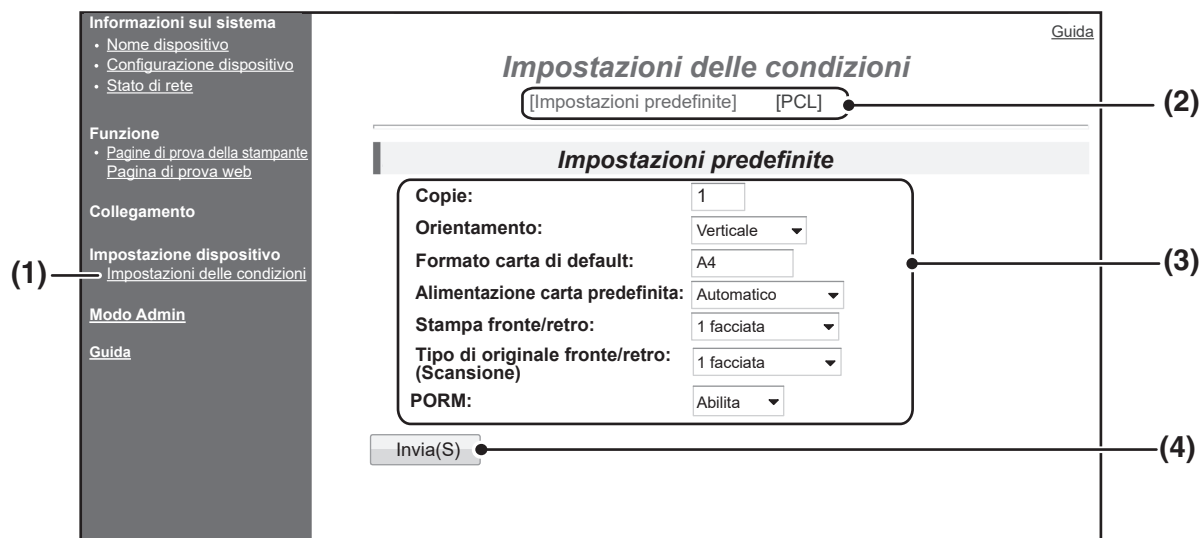 Informazioni sul sistema
• Nome dispositivo
• Configurazione dispositivo
• Stato di rete
Funzione
• Pagine di prova della stampante
Pagina di prova web
Collegamento
Impostazione dispositivo
(1) Impostazioni delle condizioni
Modo Admin
Guida
Guida
Impostazioni delle condizioni
[Impostazioni predefinite] [PCL] (2)
Impostazioni predefinite
Copie: 1
Orientamento: Verticale
Formato carta di default: A4 (3)
Alimentazione carta predefinita: Automatico
Stampa fronte/retro: 1 facciata
Tipo di originale fronte/retro: 1 facciata
(Scansione)
PORM: Abilita
Invia(S) (4)